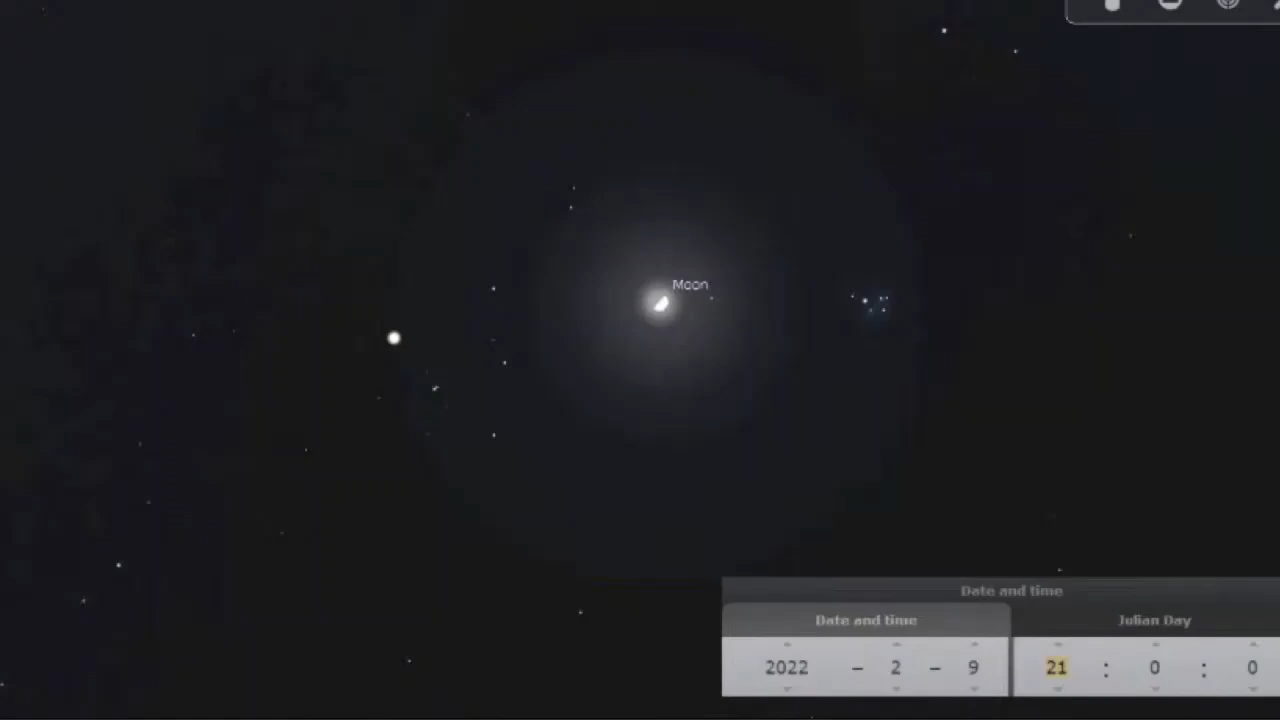 Moon
Date and time
Date and time Julian Day
2022 - 2 - 9 21 : 0 : 0